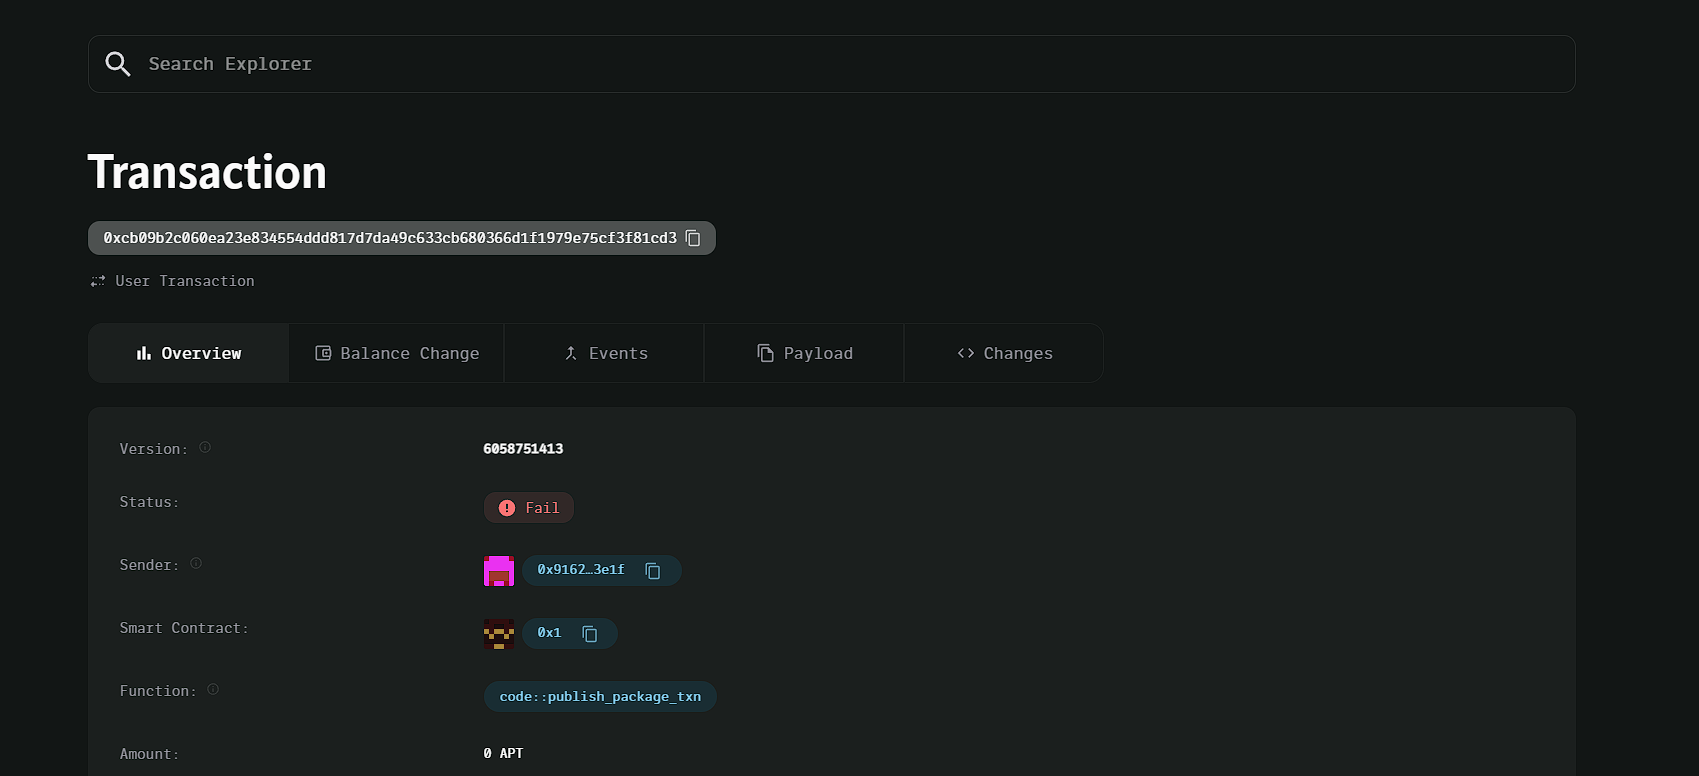 Search Explorer
Transaction
0xcb09b2c060ea23e834554ddd817d7da49c633cb680366d1f1979e75cf3f81cd3
User Transaction
Overview Balance Change Events Payload Changes
Version: 6058751413
Status: Fail
Sender: 0x9162…3e1f
Smart Contract: 0x1
Function: code::publish_package_txn
Amount: 0 APT